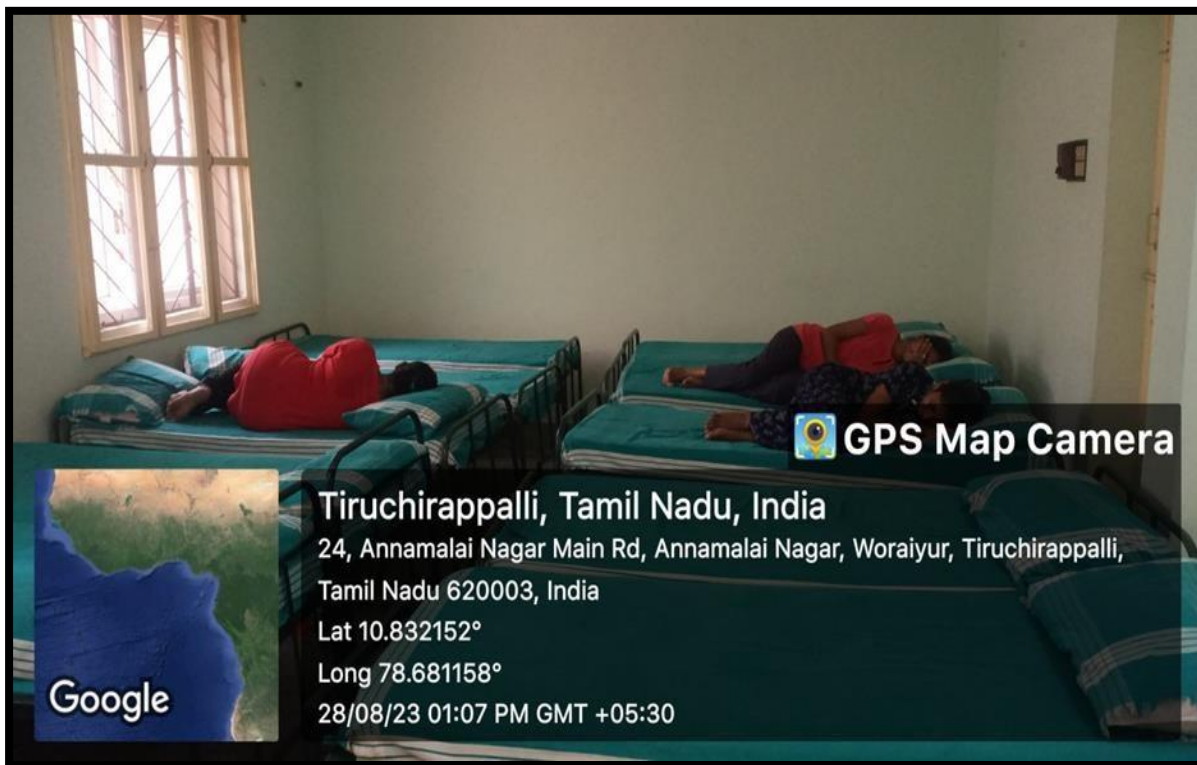 GPS Map Camera
Tiruchirappalli, Tamil Nadu, India
24, Annamalai Nagar Main Rd, Annamalai Nagar, Woraiyur, Tiruchirappalli,
Tamil Nadu 620003, India
Lat 10.832152°
Long 78.681158°
28/08/23 01:07 PM GMT +05:30
Google